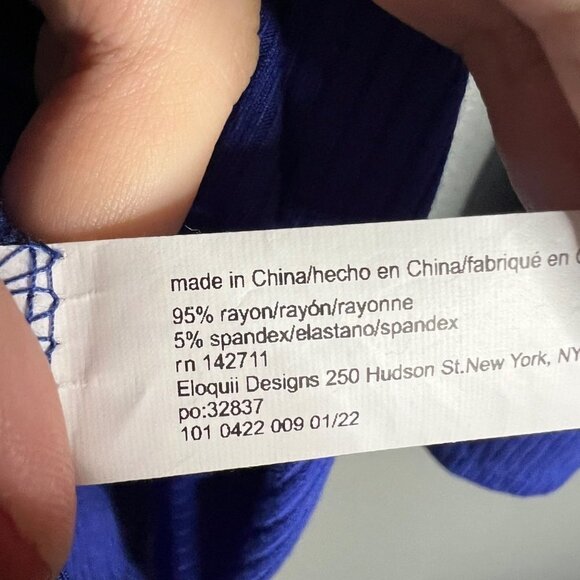 made in China/hecho en China/fabriqué en
95% rayon/rayón/rayonne
5% spandex/elastano/spandex
rn 142711
Eloquii Designs 250 Hudson St.New York, NY
po:32837
101 0422 009 01/22